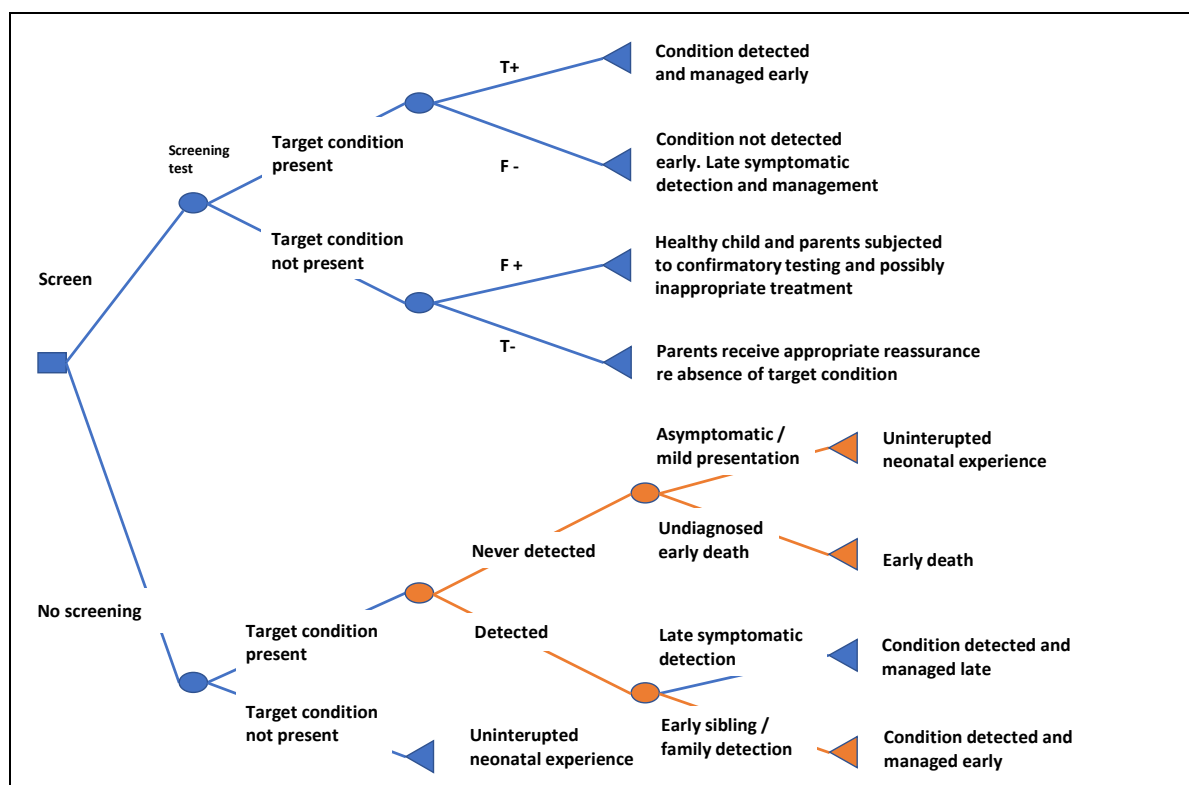 T+
Condition detected
and managed early
Screening
test
Target condition
present
F -
Condition not detected
early. Late symptomatic
detection and management
Target condition
not present
F +
Healthy child and parents subjected
to confirmatory testing and possibly
inappropriate treatment
Screen
T-
Parents receive appropriate reassurance
re absence of target condition
Asymptomatic /
mild presentation
Uninterupted
neonatal experience
Never detected
Undiagnosed
early death
Early death
No screening
Target condition
present
Detected
Late symptomatic
detection
Condition detected and
managed late
Target condition
not present
Uninterupted
neonatal experience
Early sibling /
family detection
Condition detected and
managed early